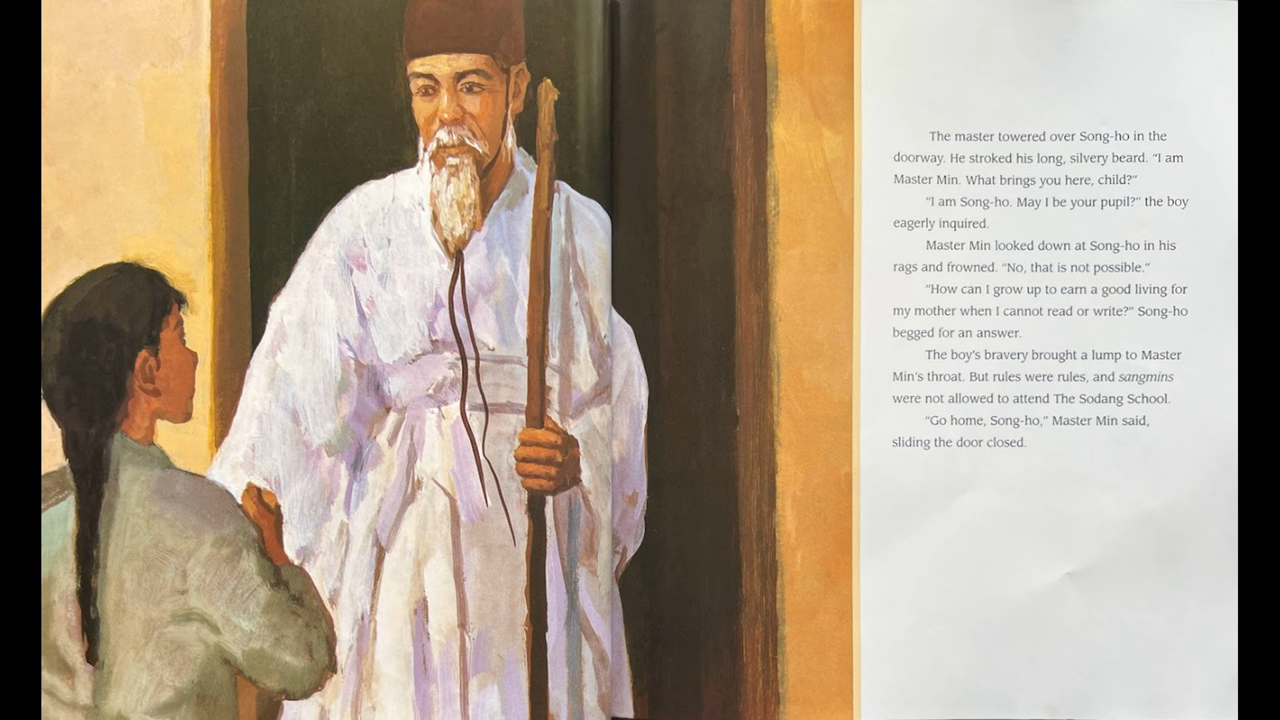 The master towered over Song-ho in the
doorway. He stroked his long, silvery beard. “I am
Master Min. What brings you here, child?”
“I am Song-ho. May I be your pupil?” the boy
eagerly inquired.
Master Min looked down at Song-ho in his
rags and frowned. “No, that is not possible.”
“How can I grow up to earn a good living for
my mother when I cannot read or write?” Song-ho
begged for an answer.
The boy’s bravery brought a lump to Master
Min’s throat. But rules were rules, and sangmins
were not allowed to attend The Sodang School.
“Go home, Song-ho,” Master Min said,
sliding the door closed.